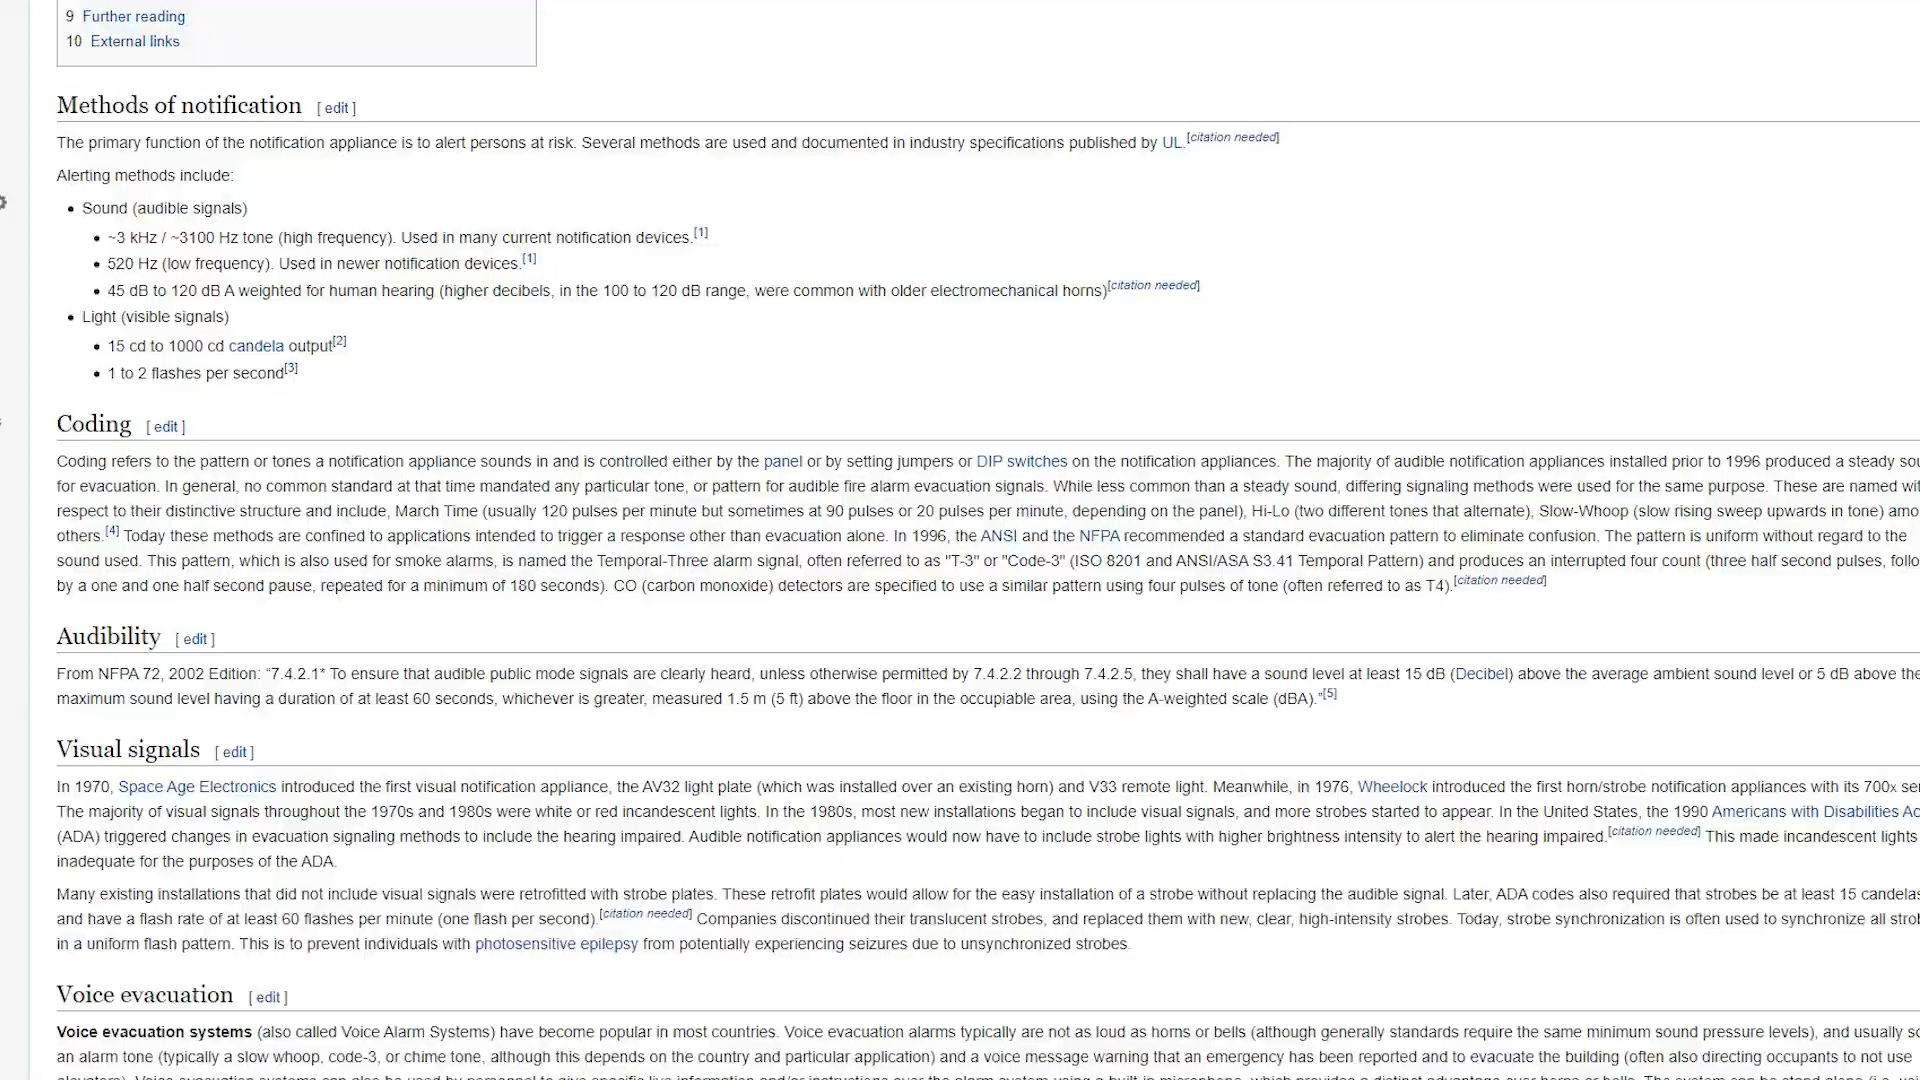 9 Further reading
10 External links
Methods of notification [ edit ]
The primary function of the notification appliance is to alert persons at risk. Several methods are used and documented in industry specifications published by UL.[citation needed]
Alerting methods include:
• Sound (audible signals)
• ~3 kHz / ~3100 Hz tone (high frequency). Used in many current notification devices.[1]
• 520 Hz (low frequency). Used in newer notification devices.[1]
• 45 dB to 120 dB A weighted for human hearing (higher decibels, in the 100 to 120 dB range, were common with older electromechanical horns)[citation needed]
• Light (visible signals)
• 15 cd to 1000 cd candela output[2]
• 1 to 2 flashes per second[3]
Coding [ edit ]
Coding refers to the pattern or tones a notification appliance sounds in and is controlled either by the panel or by setting jumpers or DIP switches on the notification appliances. The majority of audible notification appliances installed prior to 1996 produced a steady
for evacuation. In general, no common standard at that time mandated any particular tone, or pattern for audible fire alarm evacuation signals. While less common than a steady sound, differing signaling methods were used for the same purpose. These are named
respect to their distinctive structure and include, March Time (usually 120 pulses per minute but sometimes at 90 pulses or 20 pulses per minute, depending on the panel), Hi-Lo (two different tones that alternate), Slow-Whoop (slow rising sweep upwards in tone)
others.[4] Today these methods are confined to applications intended to trigger a response other than evacuation alone. In 1996, the ANSI and the NFPA recommended a standard evacuation pattern to eliminate confusion. The pattern is uniform without regard to the
sound used. This pattern, which is also used for smoke alarms, is named the Temporal-Three alarm signal, often referred to as "T-3" or "Code-3" (ISO 8201 and ANSI/ASA S3.41 Temporal Pattern) and produces an interrupted four count (three half second pulses,
by a one and one half second pause, repeated for a minimum of 180 seconds). CO (carbon monoxide) detectors are specified to use a similar pattern using four pulses of tone (often referred to as T4).[citation needed]
Audibility [ edit ]
From NFPA 72, 2002 Edition: “7.4.2.1* To ensure that audible public mode signals are clearly heard, unless otherwise permitted by 7.4.2.2 through 7.4.2.5, they shall have a sound level at least 15 dB (Decibel) above the average ambient sound level or 5 dB above the
maximum sound level having a duration of at least 60 seconds, whichever is greater, measured 1.5 m (5 ft) above the floor in the occupiable area, using the A-weighted scale (dBA).”[5]
Visual signals [ edit ]
In 1970, Space Age Electronics introduced the first visual notification appliance, the AV32 light plate (which was installed over an existing horn) and V33 remote light. Meanwhile, in 1976, Wheelock introduced the first horn/strobe notification appliances with its 700x
The majority of visual signals throughout the 1970s and 1980s were white or red incandescent lights. In the 1980s, most new installations began to include visual signals, and more strobes started to appear. In the United States, the 1990 Americans with Disabilities
(ADA) triggered changes in evacuation signaling methods to include the hearing impaired. Audible notification appliances would now have to include strobe lights with higher brightness intensity to alert the hearing impaired.[citation needed] This made incandescent lights
inadequate for the purposes of the ADA.
Many existing installations that did not include visual signals were retrofitted with strobe plates. These retrofit plates would allow for the easy installation of a strobe without replacing the audible signal. Later, ADA codes also required that strobes be at least 15 candelas
and have a flash rate of at least 60 flashes per minute (one flash per second).[citation needed] Companies discontinued their translucent strobes, and replaced them with new, clear, high-intensity strobes. Today, strobe synchronization is often used to synchronize all
in a uniform flash pattern. This is to prevent individuals with photosensitive epilepsy from potentially experiencing seizures due to unsynchronized strobes.
Voice evacuation [ edit ]
Voice evacuation systems (also called Voice Alarm Systems) have become popular in most countries. Voice evacuation alarms typically are not as loud as horns or bells (although generally standards require the same minimum sound pressure levels), and usually
an alarm tone (typically a slow whoop, code-3, or chime tone, although this depends on the country and particular application) and a voice message warning that an emergency has been reported and to evacuate the building (often also directing occupants to not use